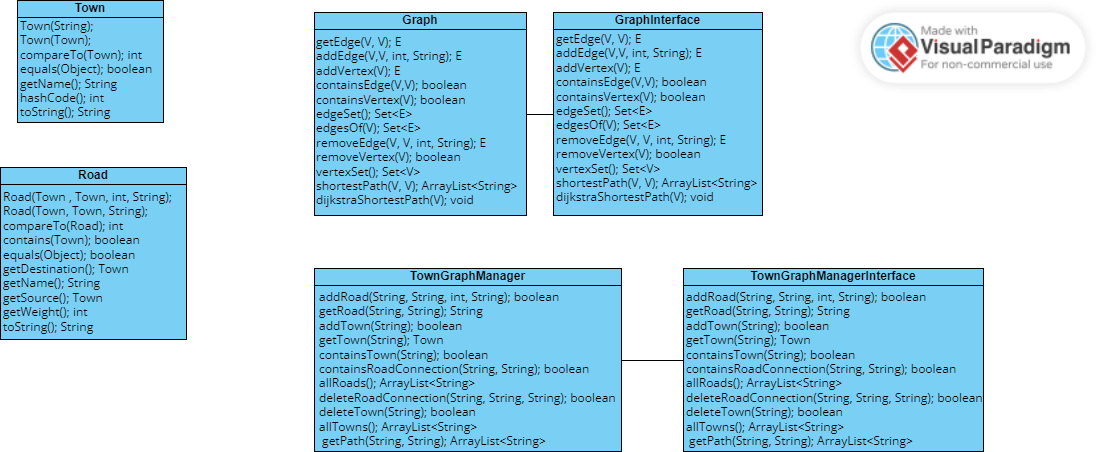 Town
Town(String);
Town(Town);
compareTo(Town); int
equals(Object); boolean
getName(); String
hashCode(); int
toString(); String
Road
Road(Town , Town, int, String);
Road(Town, Town, String);
compareTo(Road); int
contains(Town); boolean
equals(Object); boolean
getDestination(); Town
getName(); String
getSource(); Town
getWeight(); int
toString(); String
Graph
getEdge(V, V); E
addEdge(V,V, int, String); E
addVertex(V); E
containsEdge(V,V); boolean
containsVertex(V); boolean
edgeSet(); Set<E>
edgesOf(V); Set<E>
removeEdge(V, V, int, String); E
removeVertex(V); boolean
vertexSet(); Set<V>
shortestPath(V, V); ArrayList<String>
dijkstraShortestPath(V); void
GraphInterface
getEdge(V, V); E
addEdge(V,V, int, String); E
addVertex(V); E
containsEdge(V,V); boolean
containsVertex(V); boolean
edgeSet(); Set<E>
edgesOf(V); Set<E>
removeEdge(V, V, int, String); E
removeVertex(V); boolean
vertexSet(); Set<V>
shortestPath(V, V); ArrayList<String>
dijkstraShortestPath(V); void
Made with
VisualParadigm
For non-commercial use
TownGraphManager
addRoad(String, String, int, String); boolean
getRoad(String, String); String
addTown(String); boolean
getTown(String); Town
containsTown(String); boolean
containsRoadConnection(String, String); boolean
allRoads(); ArrayList<String>
deleteRoadConnection(String, String, String); boolean
deleteTown(String); boolean
allTowns(); ArrayList<String>
getPath(String, String); ArrayList<String>
TownGraphManagerInterface
addRoad(String, String, int, String); boolean
getRoad(String, String); String
addTown(String); boolean
getTown(String); Town
containsTown(String); boolean
containsRoadConnection(String, String); boolean
allRoads(); ArrayList<String>
deleteRoadConnection(String, String, String); boolean
deleteTown(String); boolean
allTowns(); ArrayList<String>
getPath(String, String); ArrayList<String>